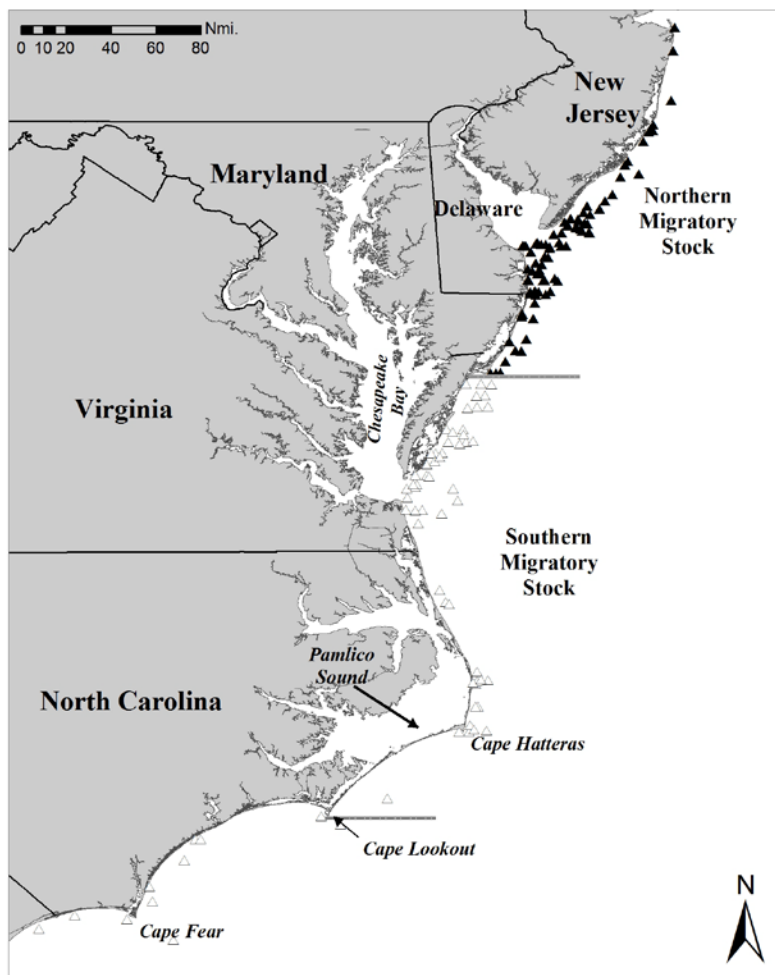 Nmi.
0 10 20 40 60 80
New
Jersey
Maryland
Delaware
Northern
Migratory
Stock
Virginia
Chesapeake
Bay
Southern
Migratory
Stock
Pamlico
Sound
North Carolina
Cape Hatteras
Cape Lookout
Cape Fear
N